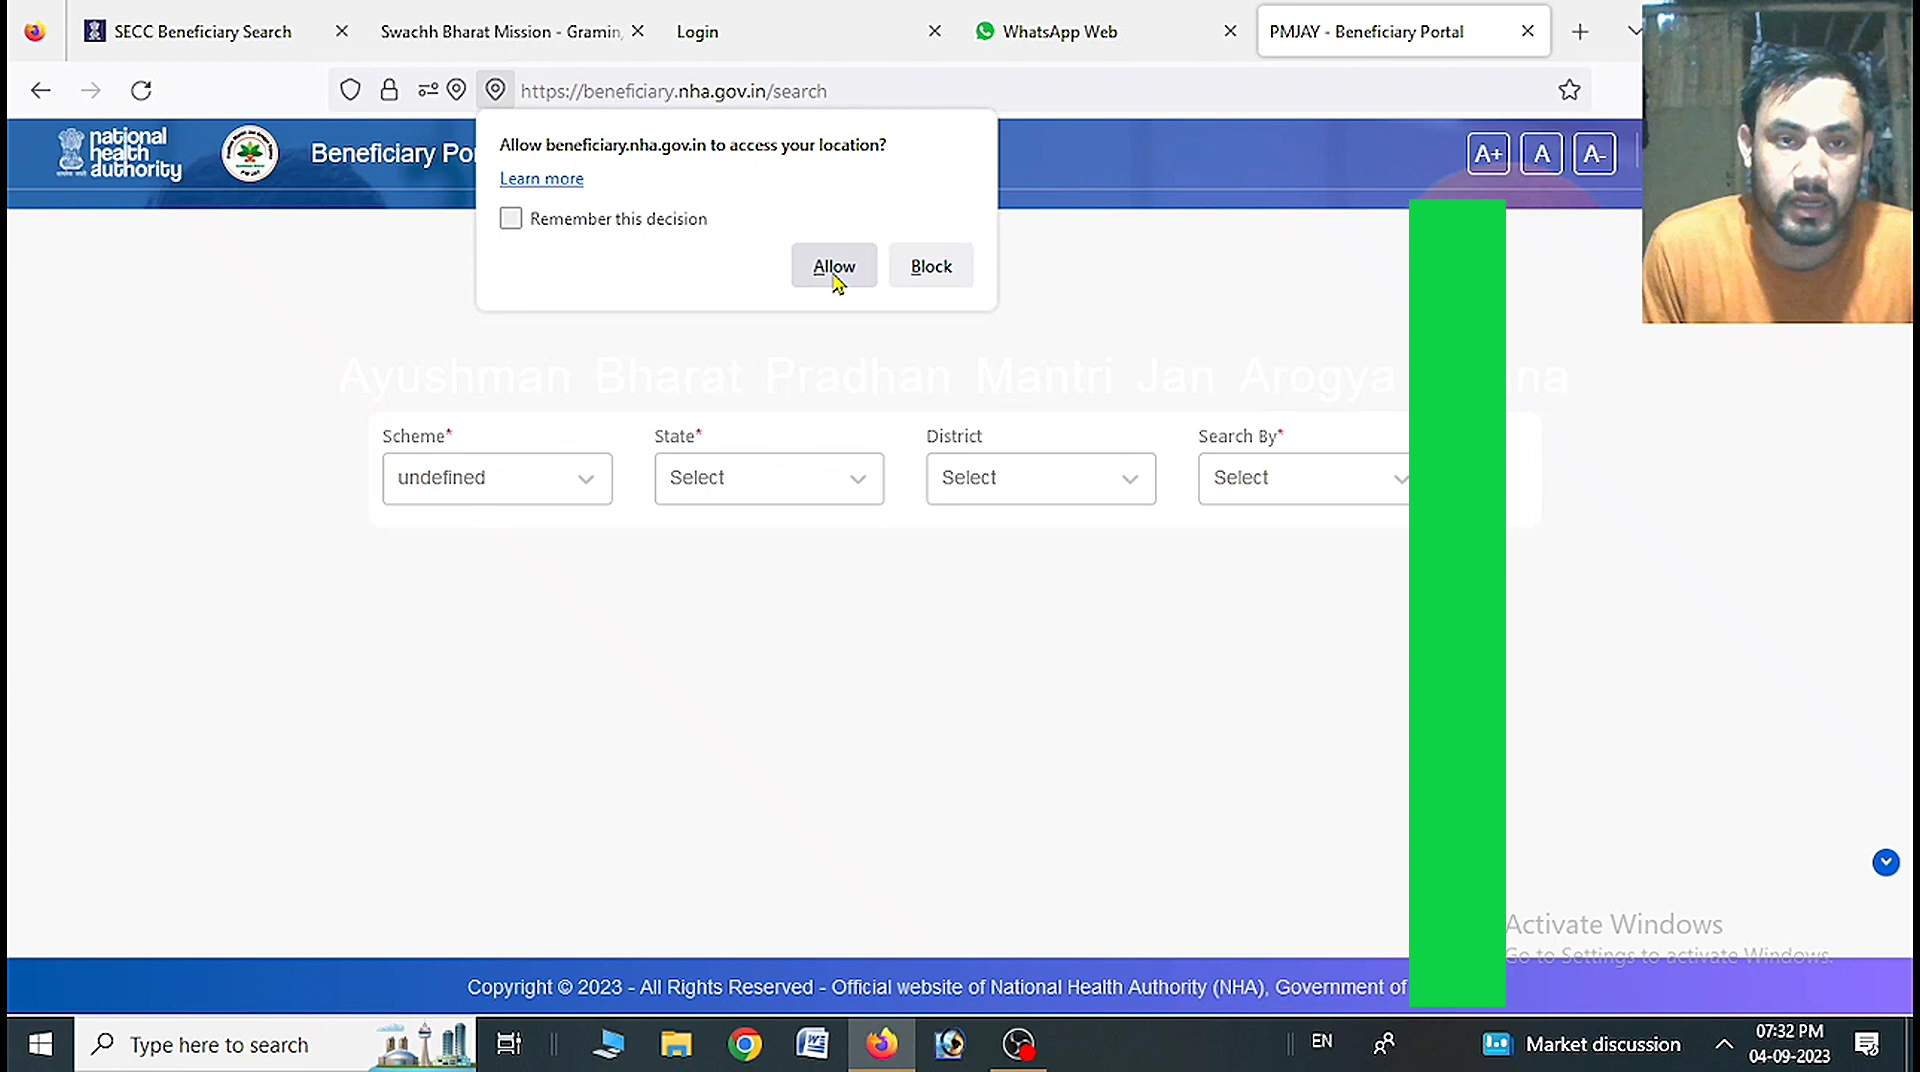 SECC Beneficiary Search
Swachh Bharat Mission - Gramin,
Login
WhatsApp Web
PMJAY - Beneficiary Portal
https://beneficiary.nha.gov.in/search
national
health
authority
Beneficiary Po
Allow beneficiary.nha.gov.in to access your location?
Learn more
Remember this decision
Allow
Block
A+
A
A-
Ayushman Bharat Pradhan Mantri Jan Arogya na
Scheme*
State*
District
Search By*
undefined
Select
Select
Select
Activate Windows
Go to Settings to activate Windows.
Copyright © 2023 - All Rights Reserved - Official website of National Health Authority (NHA), Government of
Type here to search
EN
Market discussion
07:32 PM
04-09-2023